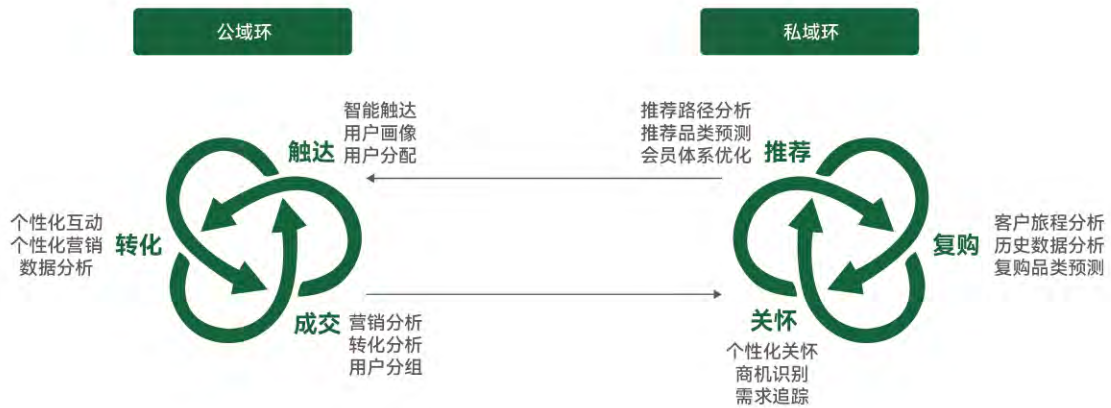 公域环
私域环
智能触达
用户画像
用户分配
触达
推荐路径分析
推荐品类预测
会员体系优化
推荐
个性化互动
个性化营销
数据分析
转化
复购
客户旅程分析
历史数据分析
复购品类预测
成交
营销分析
转化分析
用户分组
关怀
个性化关怀
商机识别
需求追踪